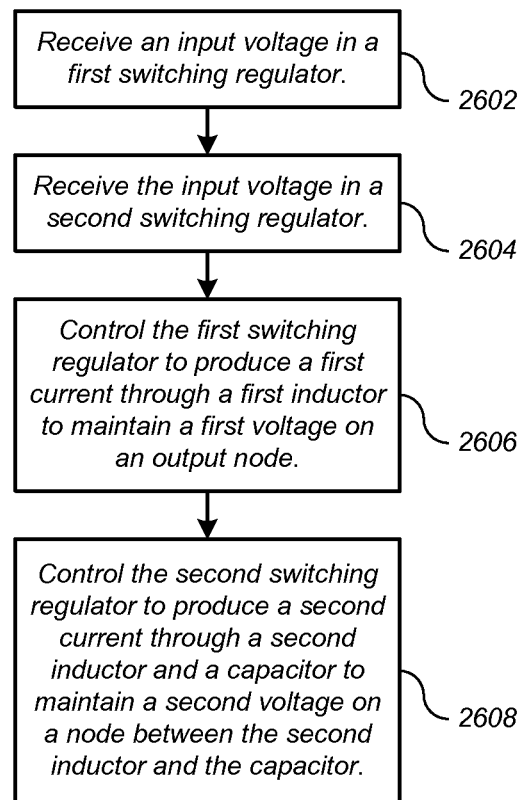 Receive an input voltage in a
first switching regulator.
2602
Receive the input voltage in a
second switching regulator.
2604
Control the first switching
regulator to produce a first
current through a first inductor
to maintain a first voltage on
an output node.
2606
Control the second switching
regulator to produce a second
current through a second
inductor and a capacitor to
maintain a second voltage on
a node between the second
inductor and the capacitor.
2608